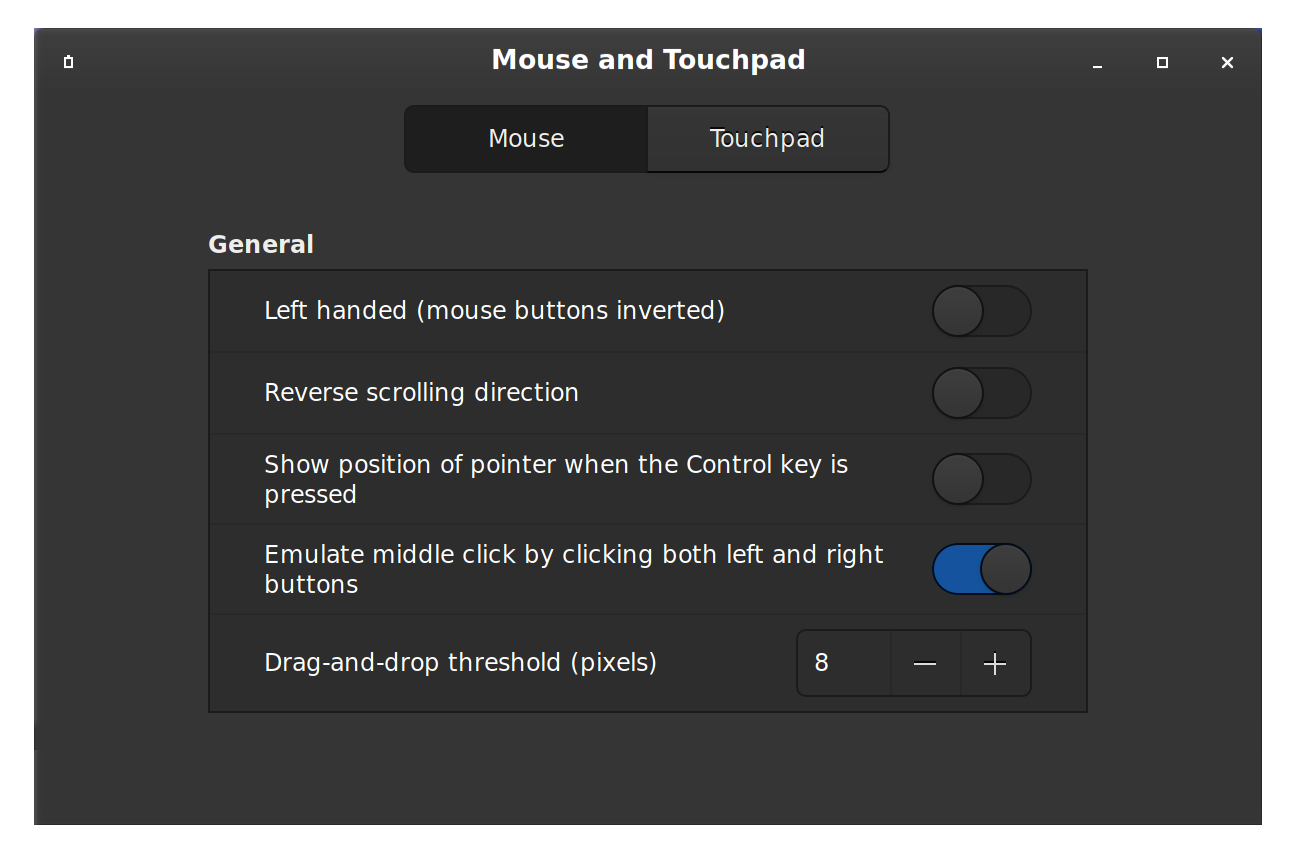 Mouse and Touchpad
Mouse
Touchpad
General
Left handed (mouse buttons inverted)
Reverse scrolling direction
Show position of pointer when the Control key is
pressed
Emulate middle click by clicking both left and right
buttons
Drag-and-drop threshold (pixels)
8